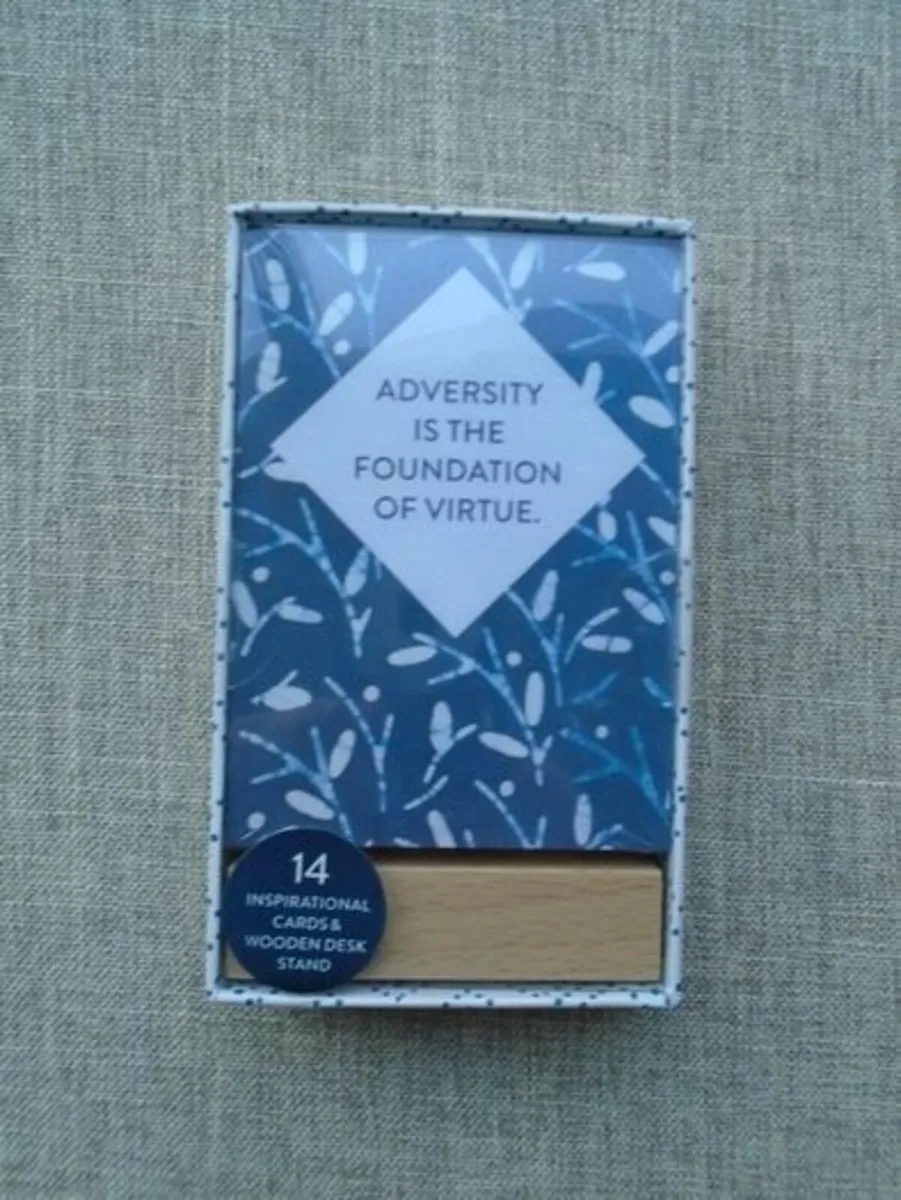 ADVERSITY
IS THE
FOUNDATION
OF VIRTUE.
14
INSPIRATIONAL
CARDS &
WOODEN DESK
STAND